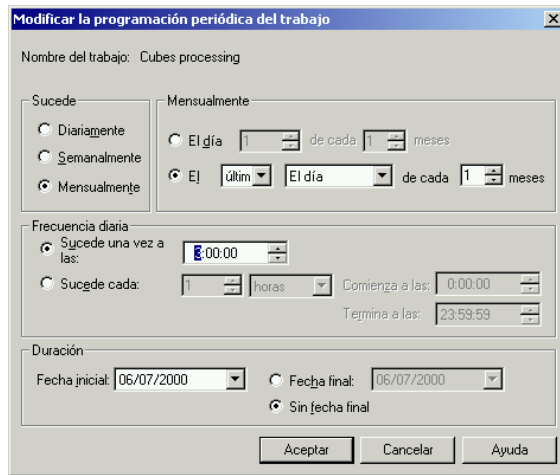 Modificar la programación periódica del trabajo
Nombre del trabajo: Cubes processing
Sucede
Diariamente
Semanalmente
Mensualmente
Mensualmente
El día 1 de cada 1 meses
El últim El día de cada 1 meses
Frecuencia diaria
Sucede una vez a las: 3:00:00
Sucede cada: 1 horas
Comienza a las: 0:00:00
Termina a las: 23:59:59
Duración
Fecha inicial: 06/07/2000
Fecha final: 06/07/2000
Sin fecha final
Aceptar Cancelar Ayuda